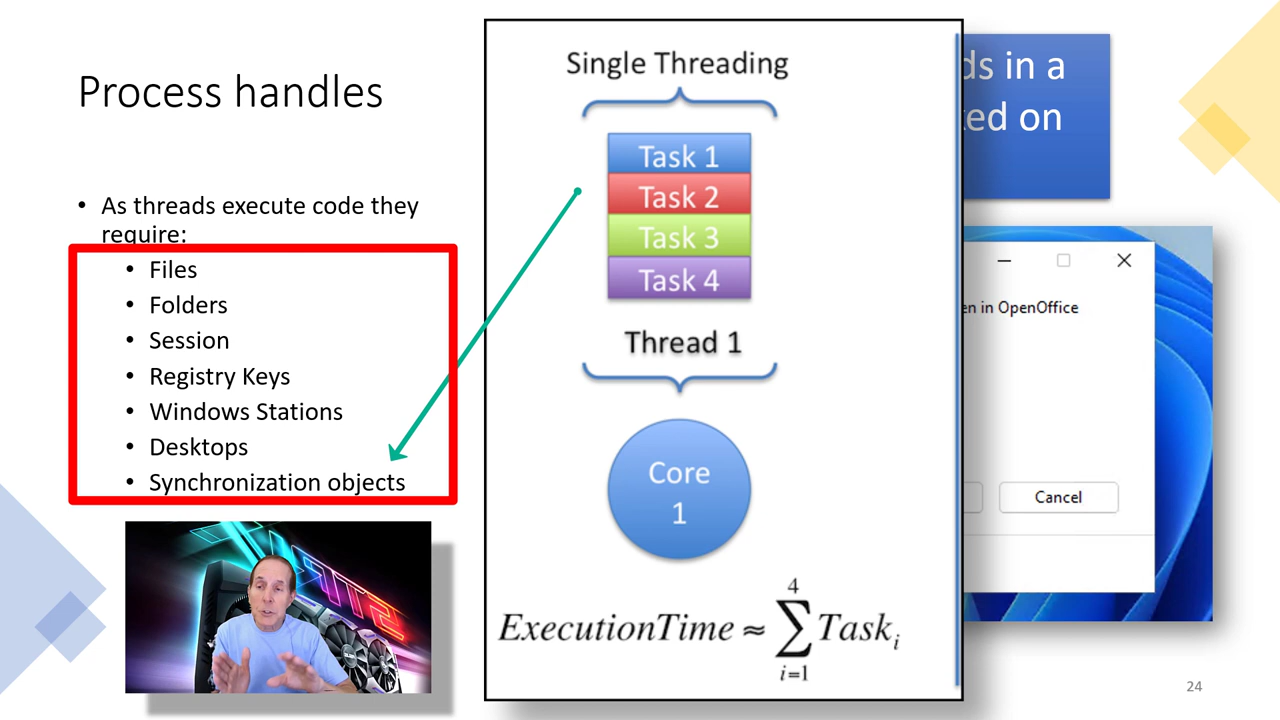 Process handles
• As threads execute code they
require:
• Files
• Folders
• Session
• Registry Keys
• Windows Stations
• Desktops
• Synchronization objects
Single Threading
Task 1
Task 2
Task 3
Task 4
Thread 1
Core
1
ExecutionTime ≈ ∑ Task i
4
i=1
ds in a
ed on
en in OpenOffice
Cancel
24